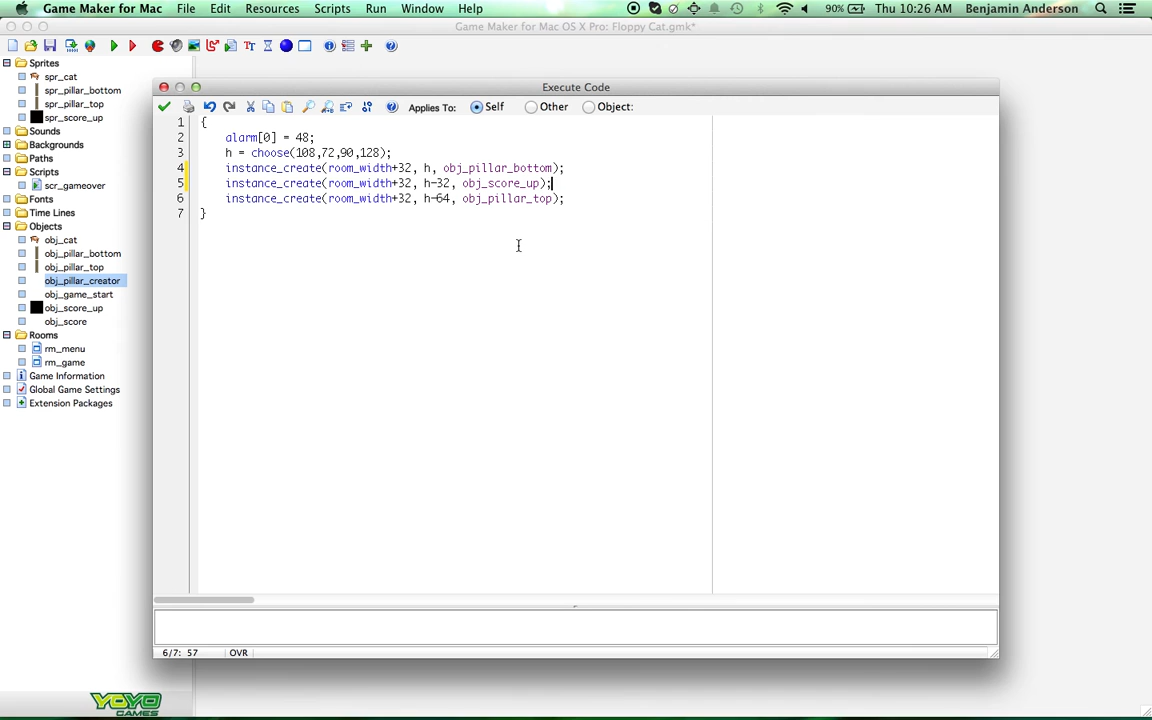 Game Maker for Mac File Edit Resources Scripts Run Window Help 90% Thu 10:26 AM Benjamin Anderson
Game Maker for Mac OS X Pro: Floppy Cat.gmk*
Sprites
spr_cat
spr_pillar_bottom
spr_pillar_top
spr_score_up
Sounds
Backgrounds
Paths
Scripts
scr_gameover
Fonts
Time Lines
Objects
obj_cat
obj_pillar_bottom
obj_pillar_top
obj_pillar_creator
obj_game_start
obj_score_up
obj_score
Rooms
rm_menu
rm_game
Game Information
Global Game Settings
Extension Packages
Execute Code
Applies To: Self Other Object:
1 {
2 alarm[0] = 48;
3 h = choose(108,72,90,128);
4 instance_create(room_width+32, h, obj_pillar_bottom);
5 instance_create(room_width+32, h-32, obj_score_up);
6 instance_create(room_width+32, h-64, obj_pillar_top);
7 }
6/7: 57 OVR
YOYO
GAMES